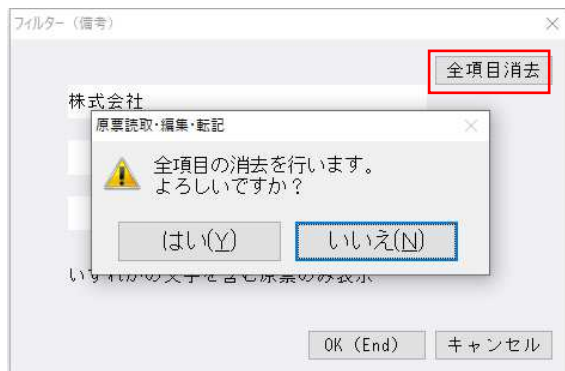 フィルター（備考）
全項目消去
株式会社
原票読取･編集･転記
全項目の消去を行います。
よろしいですか？
はい(Y)
いいえ(N)
いずれかの文字を含む原票のみ表示
OK (End)
キャンセル